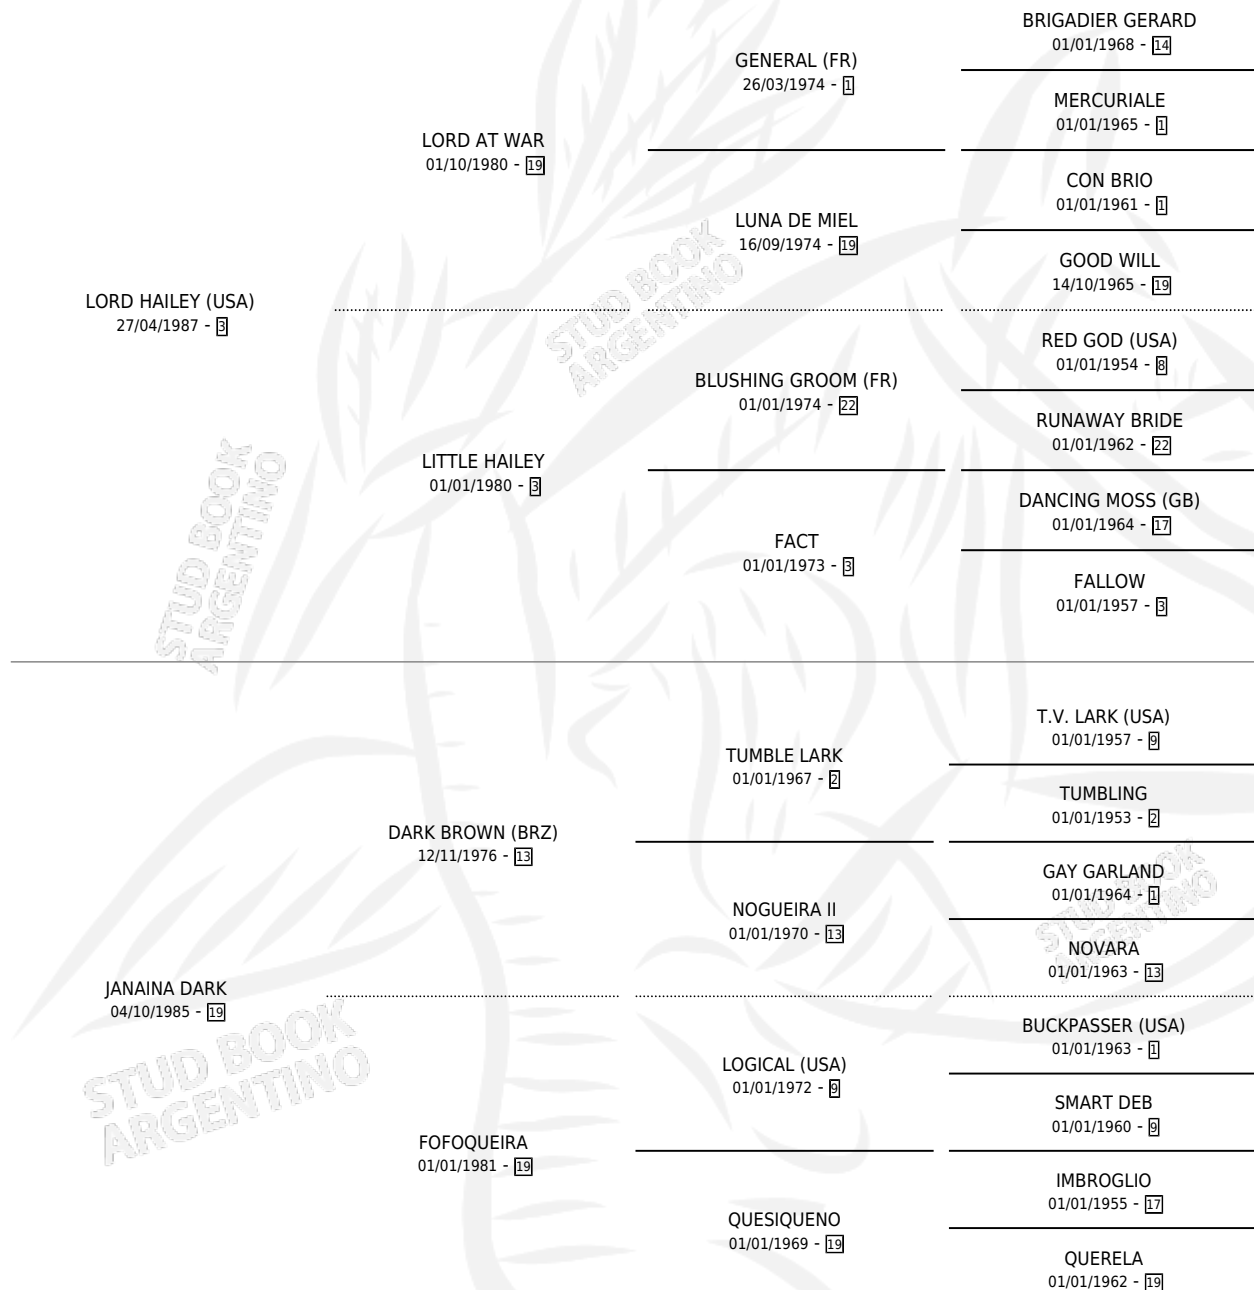 BRIGADIER GERARD
01/01/1968 - 14
GENERAL (FR)
26/03/1974 - 1
MERCURIALE
01/01/1965 - 1
LORD AT WAR
01/10/1980 - 19
CON BRIO
01/01/1961 - 1
LUNA DE MIEL
16/09/1974 - 19
GOOD WILL
14/10/1965 - 19
LORD HAILEY (USA)
27/04/1987 - 3
RED GOD (USA)
01/01/1954 - 8
BLUSHING GROOM (FR)
01/01/1974 - 22
RUNAWAY BRIDE
01/01/1962 - 22
LITTLE HAILEY
01/01/1980 - 3
DANCING MOSS (GB)
01/01/1964 - 17
FACT
01/01/1973 - 3
FALLOW
01/01/1957 - 3
T.V. LARK (USA)
01/01/1957 - 9
TUMBLE LARK
01/01/1967 - 2
TUMBLING
01/01/1953 - 2
DARK BROWN (BRZ)
12/11/1976 - 13
GAY GARLAND
01/01/1964 - 1
NOGUEIRA II
01/01/1970 - 13
NOVARA
01/01/1963 - 13
JANAINA DARK
04/10/1985 - 19
BUCKPASSER (USA)
01/01/1963 - 1
LOGICAL (USA)
01/01/1972 - 9
SMART DEB
01/01/1960 - 9
FOFOQUEIRA
01/01/1981 - 19
IMBROGLIO
01/01/1955 - 17
QUESIQUENO
01/01/1969 - 19
QUERELA
01/01/1962 - 19
STUD BOOK
ARGENTINO
STUD BOOK
ARGENTINO
STUD BOOK
ARGENTINO
STUD BOOK
ARGENTINO